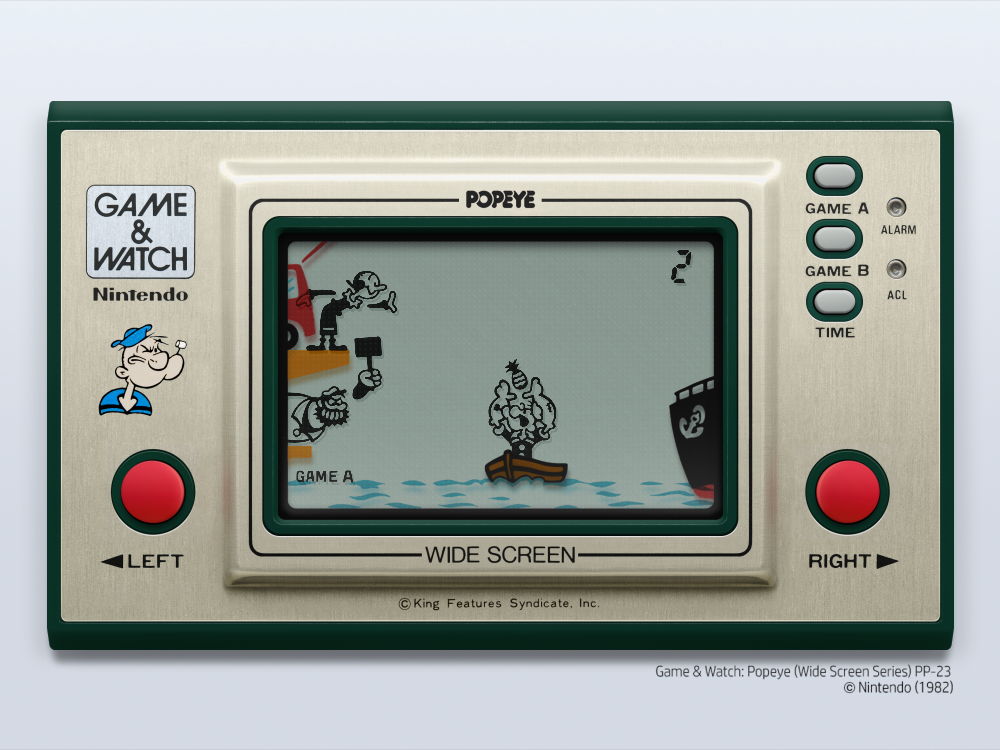 GAME
&
WATCH
Nintendo
POPEYE
2
GAME A
GAME A
ALARM
GAME B
ACL
TIME
◀LEFT
RIGHT▶
WIDE SCREEN
©King Features Syndicate, Inc.
Game & Watch: Popeye (Wide Screen Series) PP-23
© Nintendo (1982)